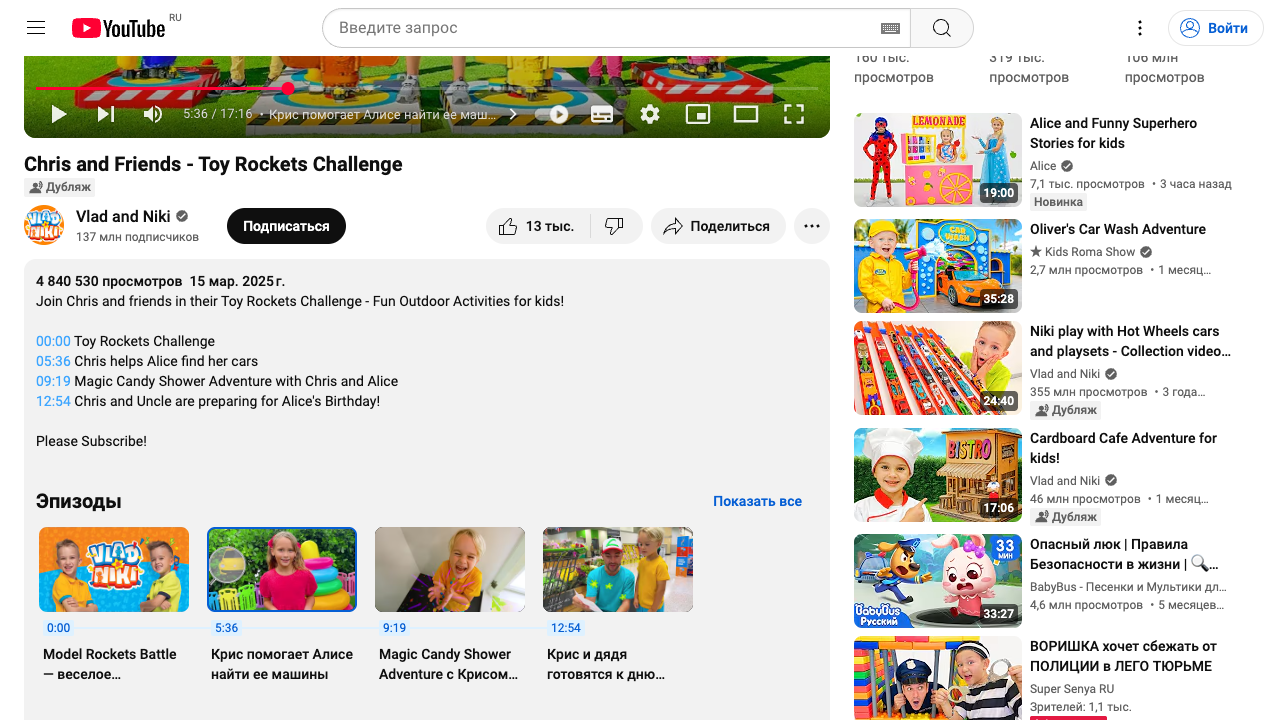 YouTube
RU
Введите запрос
Войти
160 тыс.
просмотров
319 тыс.
просмотров
106 млн
просмотров
5:36 / 17:16 • Крис помогает Алисе найти ее маш...
Chris and Friends - Toy Rockets Challenge
Дубляж
Vlad and Niki
137 млн подписчиков
Подписаться
13 тыс.
Поделиться
4 840 530 просмотров 15 мар. 2025 г.
Join Chris and friends in their Toy Rockets Challenge - Fun Outdoor Activities for kids!
00:00 Toy Rockets Challenge
05:36 Chris helps Alice find her cars
09:19 Magic Candy Shower Adventure with Chris and Alice
12:54 Chris and Uncle are preparing for Alice's Birthday!
Please Subscribe!
Эпизоды
Показать все
VLAD
NIKI
0:00
Model Rockets Battle
— веселое...
5:36
Крис помогает Алисе
найти ее машины
9:19
Magic Candy Shower
Adventure с Крисом...
12:54
Крис и дядя
готовятся к дню...
LEMONADE
19:00
Alice and Funny Superhero
Stories for kids
Alice
7,1 тыс. просмотров • 3 часа назад
Новинка
CAR
WASH
35:28
Oliver's Car Wash Adventure
Kids Roma Show
2,7 млн просмотров • 1 месяц...
24:40
Niki play with Hot Wheels cars
and playsets - Collection video...
Vlad and Niki
355 млн просмотров • 3 года...
Дубляж
BISTRO
17:06
Cardboard Cafe Adventure for
kids!
Vlad and Niki
46 млн просмотров • 1 месяц...
Дубляж
33
МИН
BabyBus
Русский
33:27
Опасный люк | Правила
Безопасности в жизни | 🔍...
BabyBus - Песенки и Мультики дл...
4,6 млн просмотров • 5 месяцев...
ВОРИШКА хочет сбежать от
ПОЛИЦИИ в ЛЕГО ТЮРЬМЕ
Super Senya RU
Зрителей: 1,1 тыс.